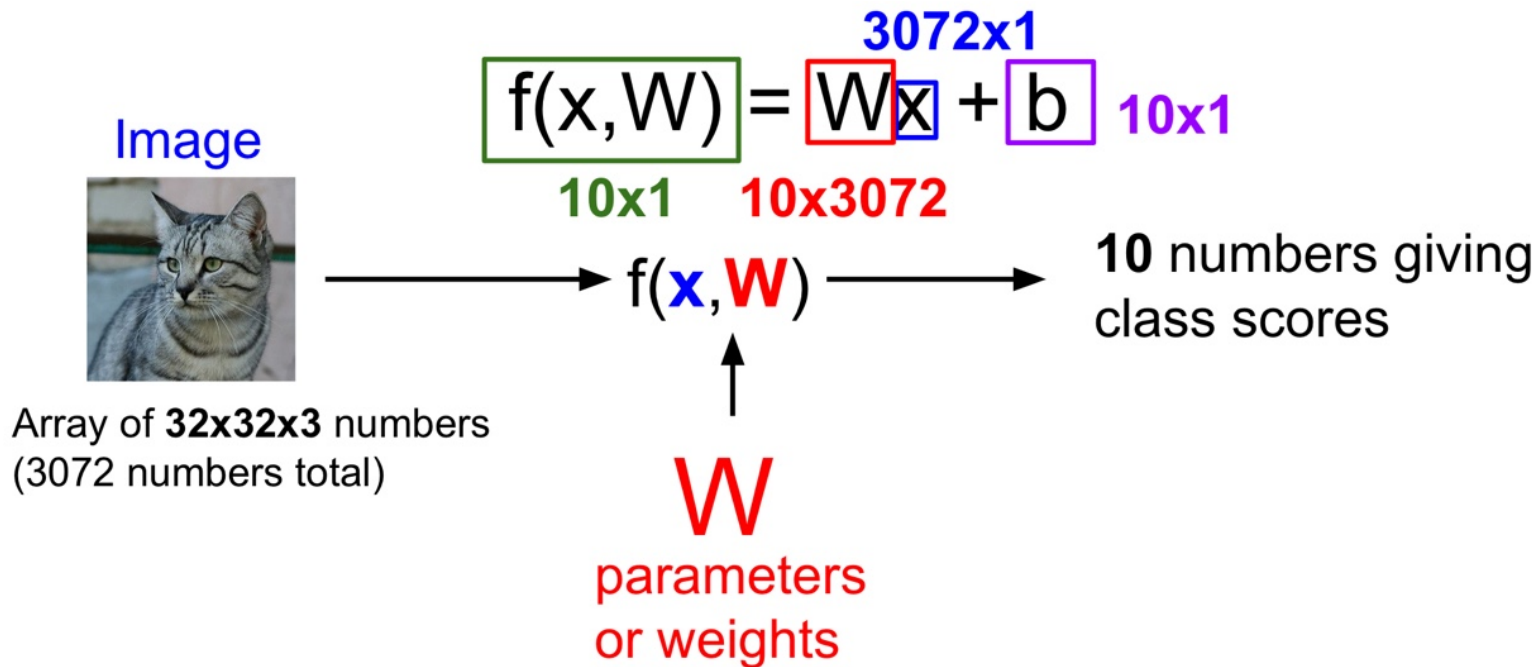 3072x1
f(x,W) = Wx + b 10x1
Image
10x1 10x3072
f(x,W)
10 numbers giving
class scores
Array of 32x32x3 numbers
(3072 numbers total)
W
parameters
or weights